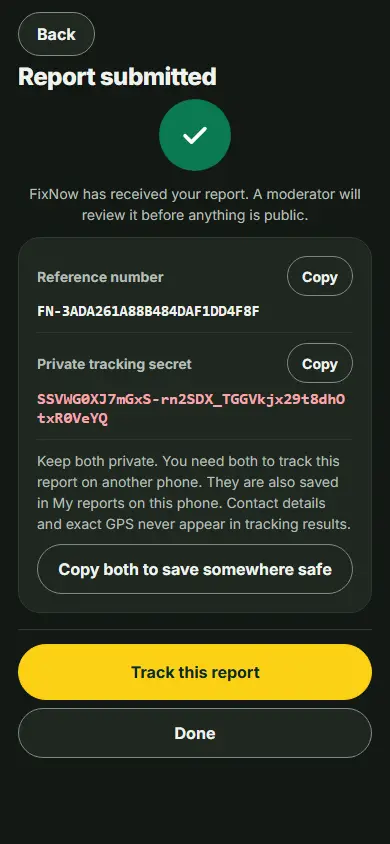 Back
Report submitted
FixNow has received your report. A moderator will
review it before anything is public.
Reference number
Copy
FN-3ADA261A88B484DAF1DD4F8F
Private tracking secret
Copy
SSVWG0XJ7mGxS-rn2SDX_TGGVkjx29t8dhO
txR0VeYQ
Keep both private. You need both to track this
report on another phone. They are also saved
in My reports on this phone. Contact details
and exact GPS never appear in tracking results.
Copy both to save somewhere safe
Track this report
Done